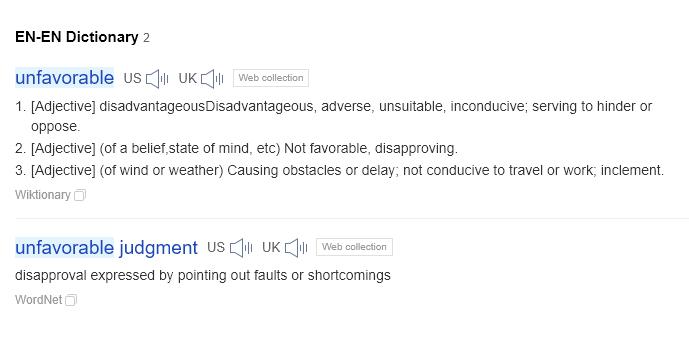 EN-EN Dictionary 2
unfavorable US UK Web collection
1. [Adjective] disadvantageousDisadvantageous, adverse, unsuitable, inconducive; serving to hinder or
oppose.
2. [Adjective] (of a belief,state of mind, etc) Not favorable, disapproving.
3. [Adjective] (of wind or weather) Causing obstacles or delay; not conducive to travel or work; inclement.
Wiktionary
unfavorable judgment US UK Web collection
disapproval expressed by pointing out faults or shortcomings
WordNet